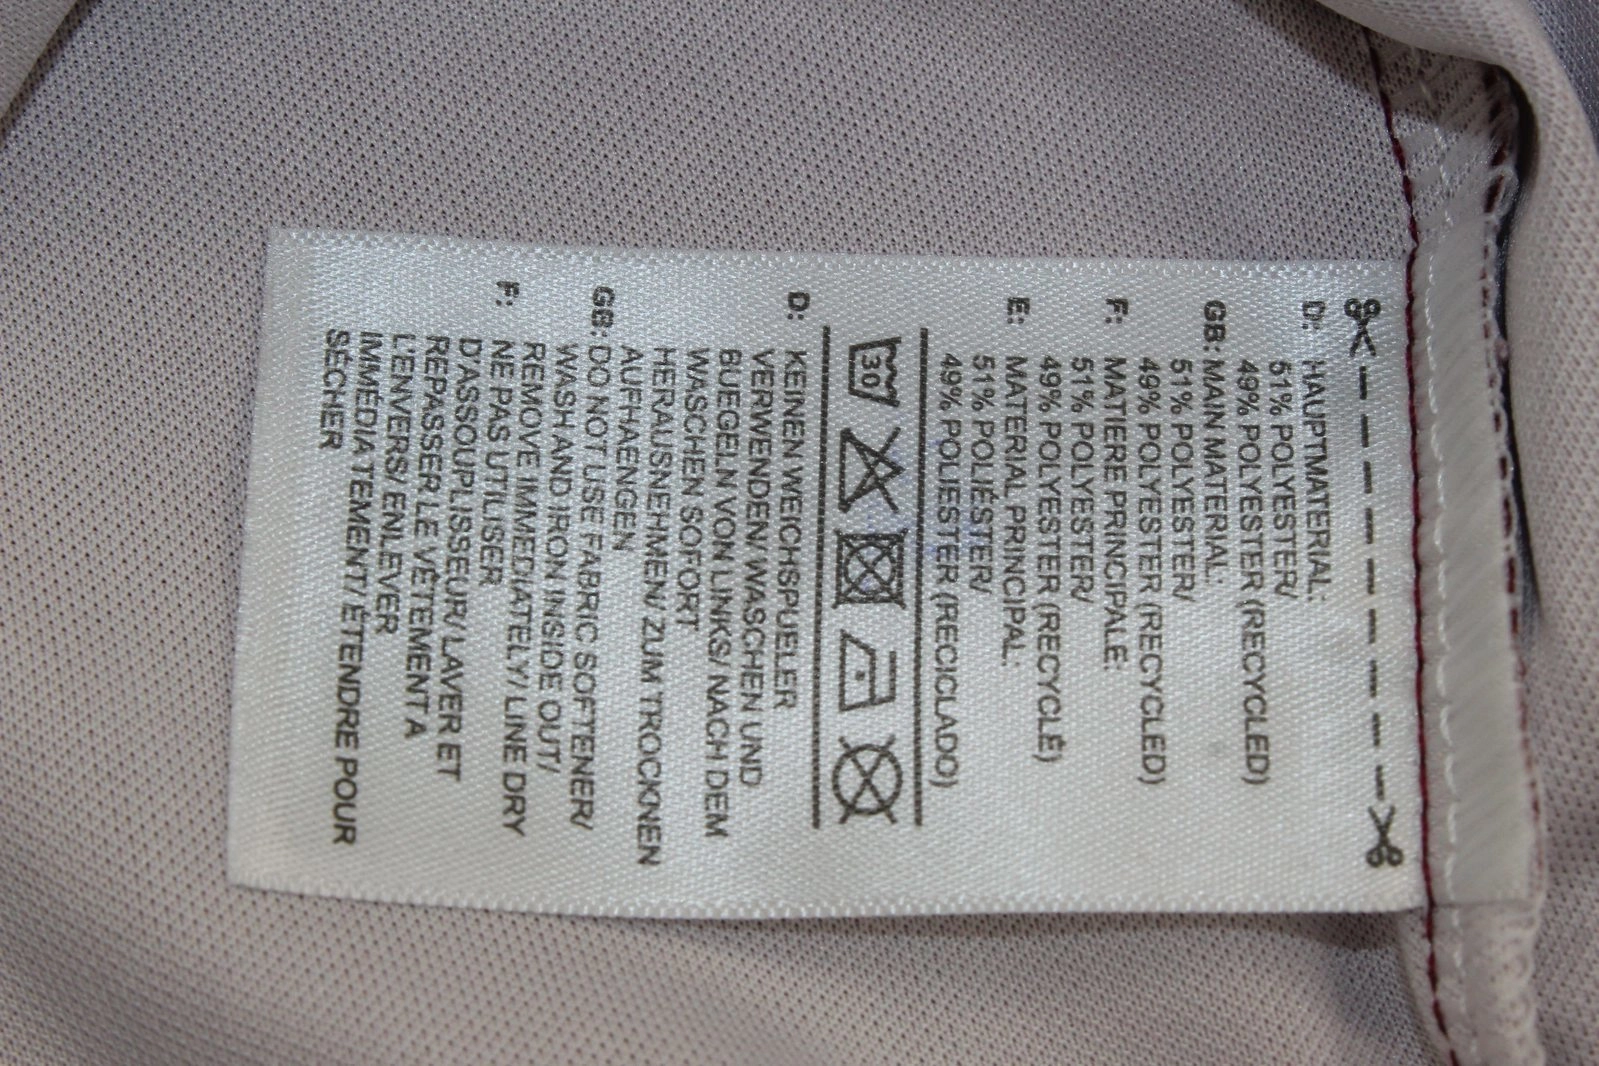 D: HAUPTMATERIAL:
51% POLYESTER/
49% POLYESTER (RECYCLED)
GB: MAIN MATERIAL:
51% POLYESTER/
49% POLYESTER (RECYCLED)
F: MATIERE PRINCIPALE:
51% POLYESTER/
49% POLYESTER (RECYCLÉ)
E: MATERIAL PRINCIPAL:
51% POLIÉSTER/
49% POLIÉSTER (RECICLADO)
30
D: KEINEN WEICHSPUELER
VERWENDEN/ WASCHEN UND
BUEGELN VON LINKS/ NACH DEM
WASCHEN SOFORT
HERAUSNEHMEN/ ZUM TROCKNEN
AUFHAENGEN
GB: DO NOT USE FABRIC SOFTENER/
WASH AND IRON INSIDE OUT/
REMOVE IMMEDIATELY/ LINE DRY
F: NE PAS UTILISER
D'ASSOUPLISSEUR/ LAVER ET
REPASSER LE VÊTEMENT A
L'ENVERS/ ENLEVER
IMMÉDIATEMENT/ ÉTENDRE POUR
SÉCHER